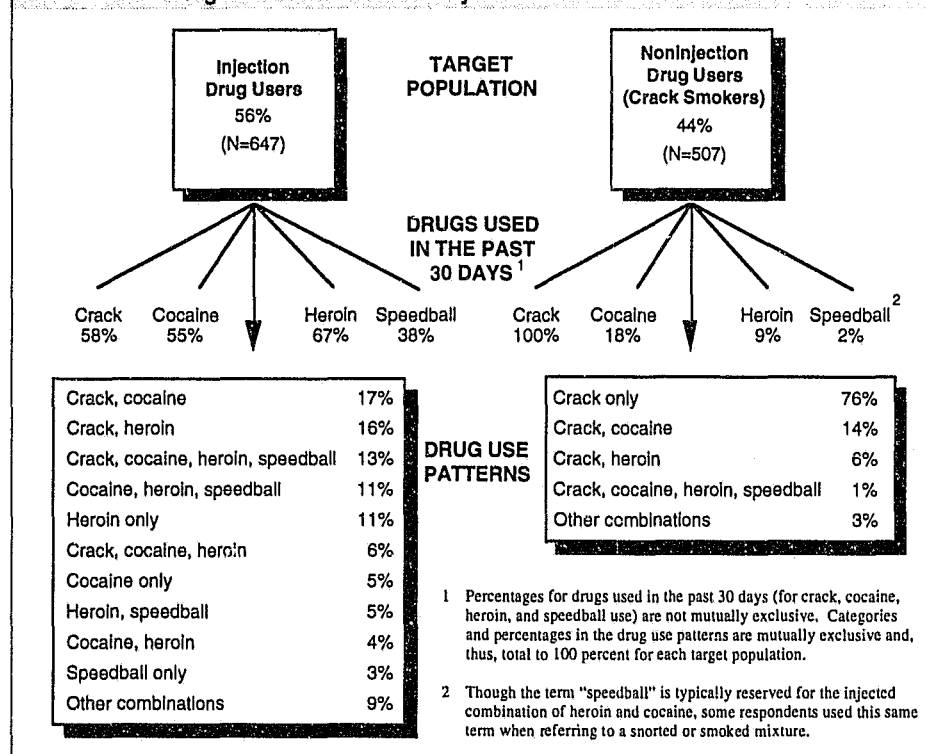 Injection
Drug Users
56%
(N=647)
TARGET
POPULATION
Noninjection
Drug Users
(Crack Smokers)
44%
(N=507)
DRUGS USED
IN THE PAST
30 DAYS 1
Crack
58%
Cocaine
55%
Heroin
67%
Speedball
38%
Crack
100%
Cocaine
18%
Heroin
9%
Speedball 2
2%
Crack, cocaine 17%
Crack, heroin 16%
Crack, cocaine, heroin, speedball 13%
Cocaine, heroin, speedball 11%
Heroin only 11%
Crack, cocaine, heroin 6%
Cocaine only 5%
Heroin, speedball 5%
Cocaine, heroin 4%
Speedball only 3%
Other combinations 9%
DRUG USE
PATTERNS
Crack only 76%
Crack, cocaine 14%
Crack, heroin 6%
Crack, cocaine, heroin, speedball 1%
Other combinations 3%
1 Percentages for drugs used in the past 30 days (for crack, cocaine,
heroin, and speedball use) are not mutually exclusive. Categories
and percentages in the drug use patterns are mutually exclusive and,
thus, total to 100 percent for each target population.
2 Though the term "speedball" is typically reserved for the injected
combination of heroin and cocaine, some respondents used this same
term when referring to a snorted or smoked mixture.